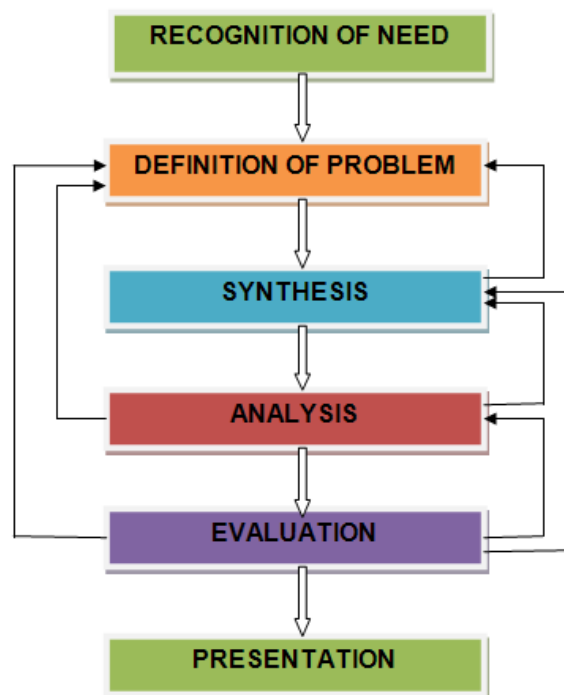 RECOGNITION OF NEED
DEFINITION OF PROBLEM
SYNTHESIS
ANALYSIS
EVALUATION
PRESENTATION